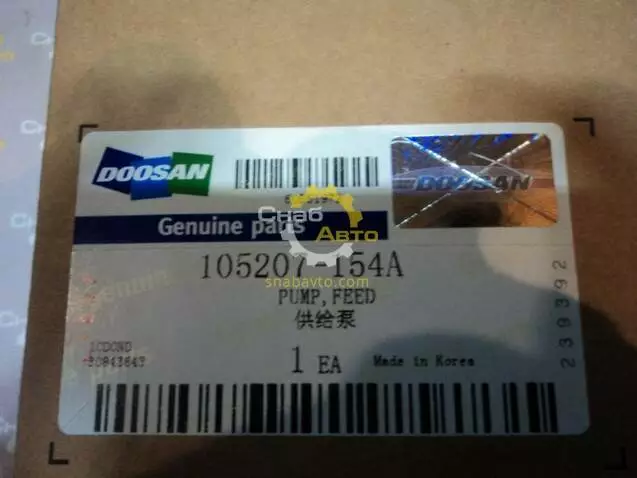 DOOSAN
DOOSAN
Genuine parts
Снаб
Авто
105207-154A
snabavto.com
PUMP, FEED
供给泵
1 EA
Made in Korea
239392